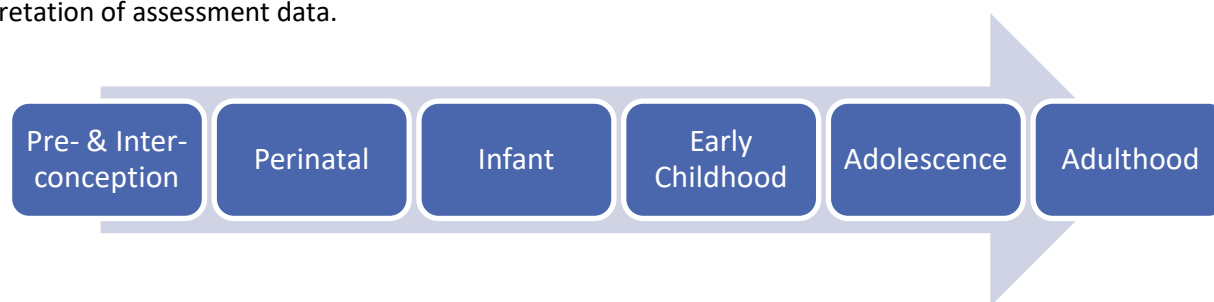 retation of assessment data.
Pre- & Inter-
conception
Perinatal
Infant
Early
Childhood
Adolescence
Adulthood